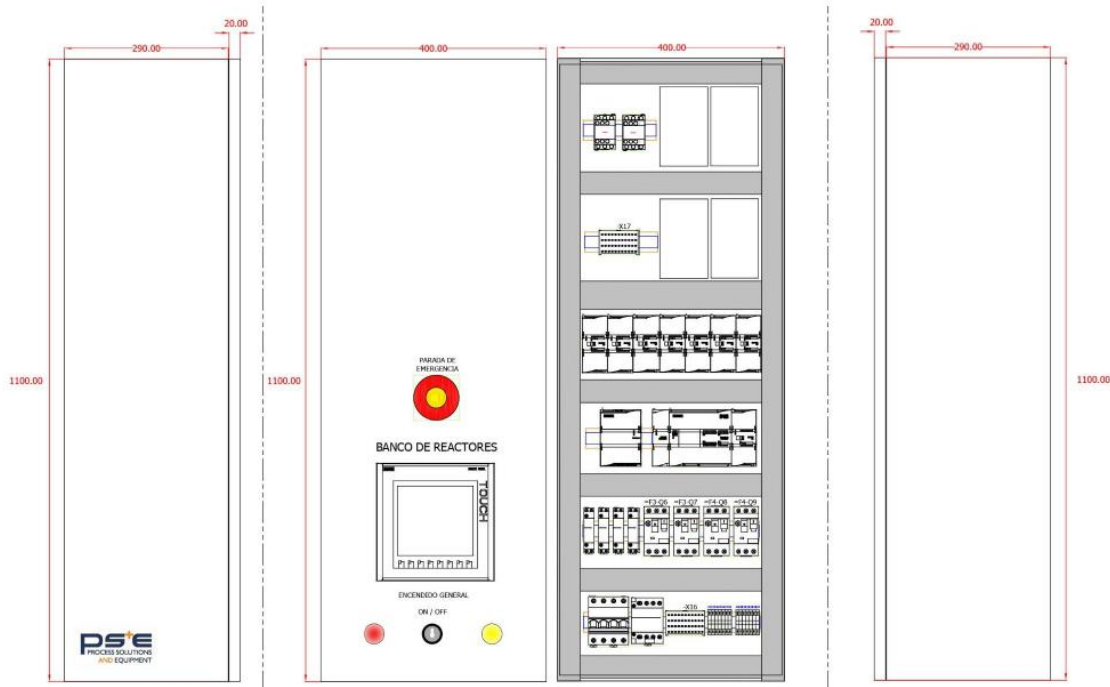 20.00
290.00
400.00
400.00
20.00
290.00
1100.00
1100.00
1100.00
-X17
PARADA DE
EMERGENCIA
BANCO DE REACTORES
TOUCH
=F3-Q6
=F3-Q7
=F4-Q8
=F4-Q9
ENCENDIDO GENERAL
ON / OFF
-X16
PS+E
PROCESS SOLUTIONS
AND EQUIPMENT